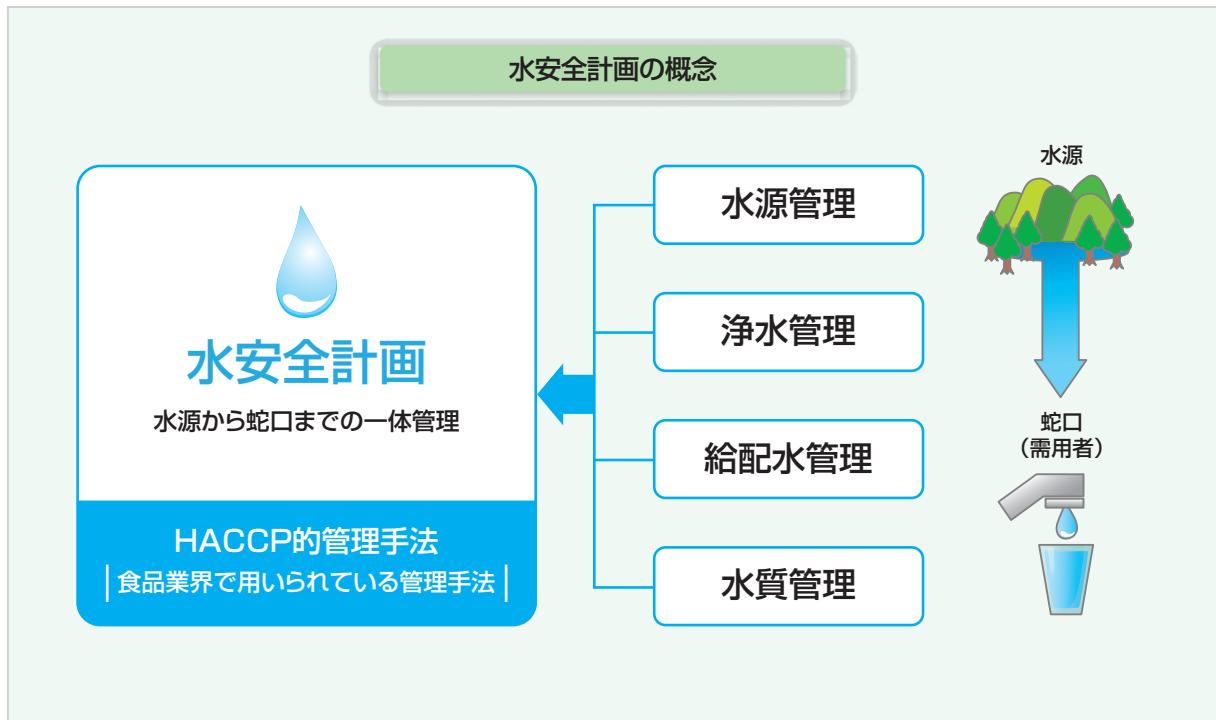 水安全計画の概念
水安全計画
水源から蛇口までの一体管理
HACCP的管理手法
食品業界で用いられている管理手法
水源管理
浄水管理
給配水管理
水質管理
水源
蛇口
（需用者）